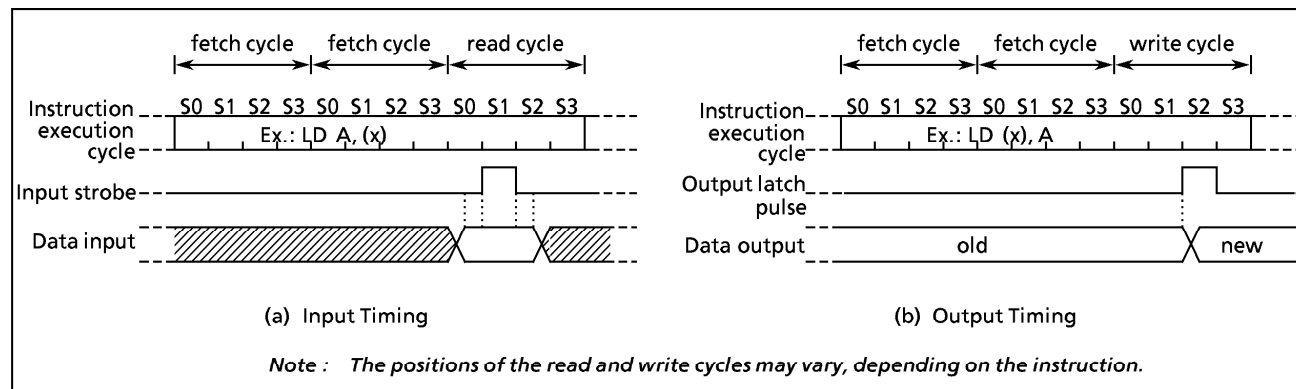 fetch cycle fetch cycle read cycle
S0 S1 S2 S3 S0 S1 S2 S3 S0 S1 S2 S3
Instruction
execution
cycle
Ex.: LD A, (x)
Input strobe
Data input
(a) Input Timing
fetch cycle fetch cycle write cycle
S0 S1 S2 S3 S0 S1 S2 S3 S0 S1 S2 S3
Instruction
execution
cycle
Ex.: LD (x), A
Output latch
pulse
Data output
old
new
(b) Output Timing
Note : The positions of the read and write cycles may vary, depending on the instruction.